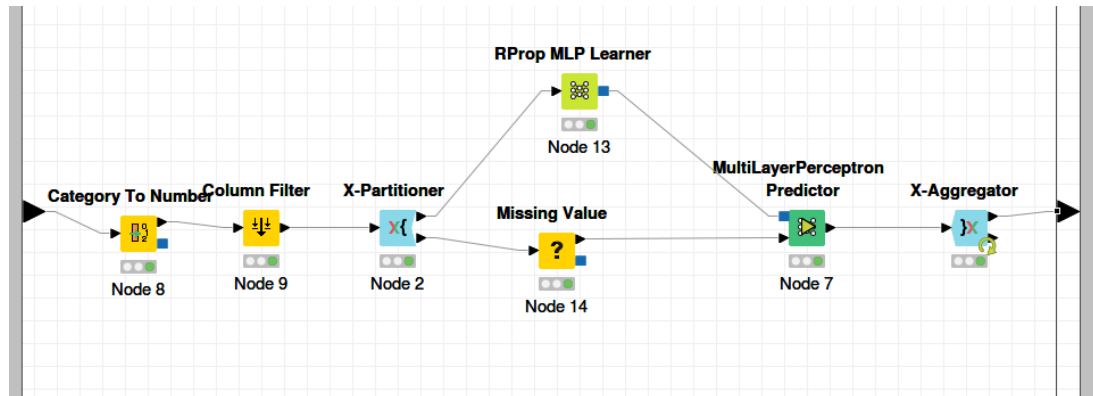 RProp MLP Learner
Node 13
Category To Number
Node 8
Column Filter
Node 9
X-Partitioner
X{
Node 2
Missing Value
?
Node 14
MultiLayerPerceptron
Predictor
Node 7
X-Aggregator
}X